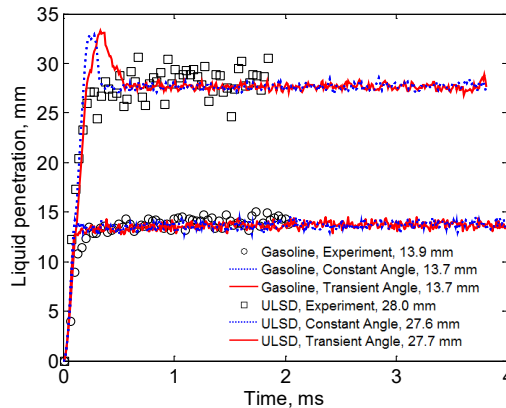 35
30
25
20
15
10
5
0
Liquid penetration, mm
Gasoline, Experiment, 13.9 mm
Gasoline, Constant Angle, 13.7 mm
Gasoline, Transient Angle, 13.7 mm
ULSD, Experiment, 28.0 mm
ULSD, Constant Angle, 27.6 mm
ULSD, Transient Angle, 27.7 mm
0 1 2 3 4
Time, ms